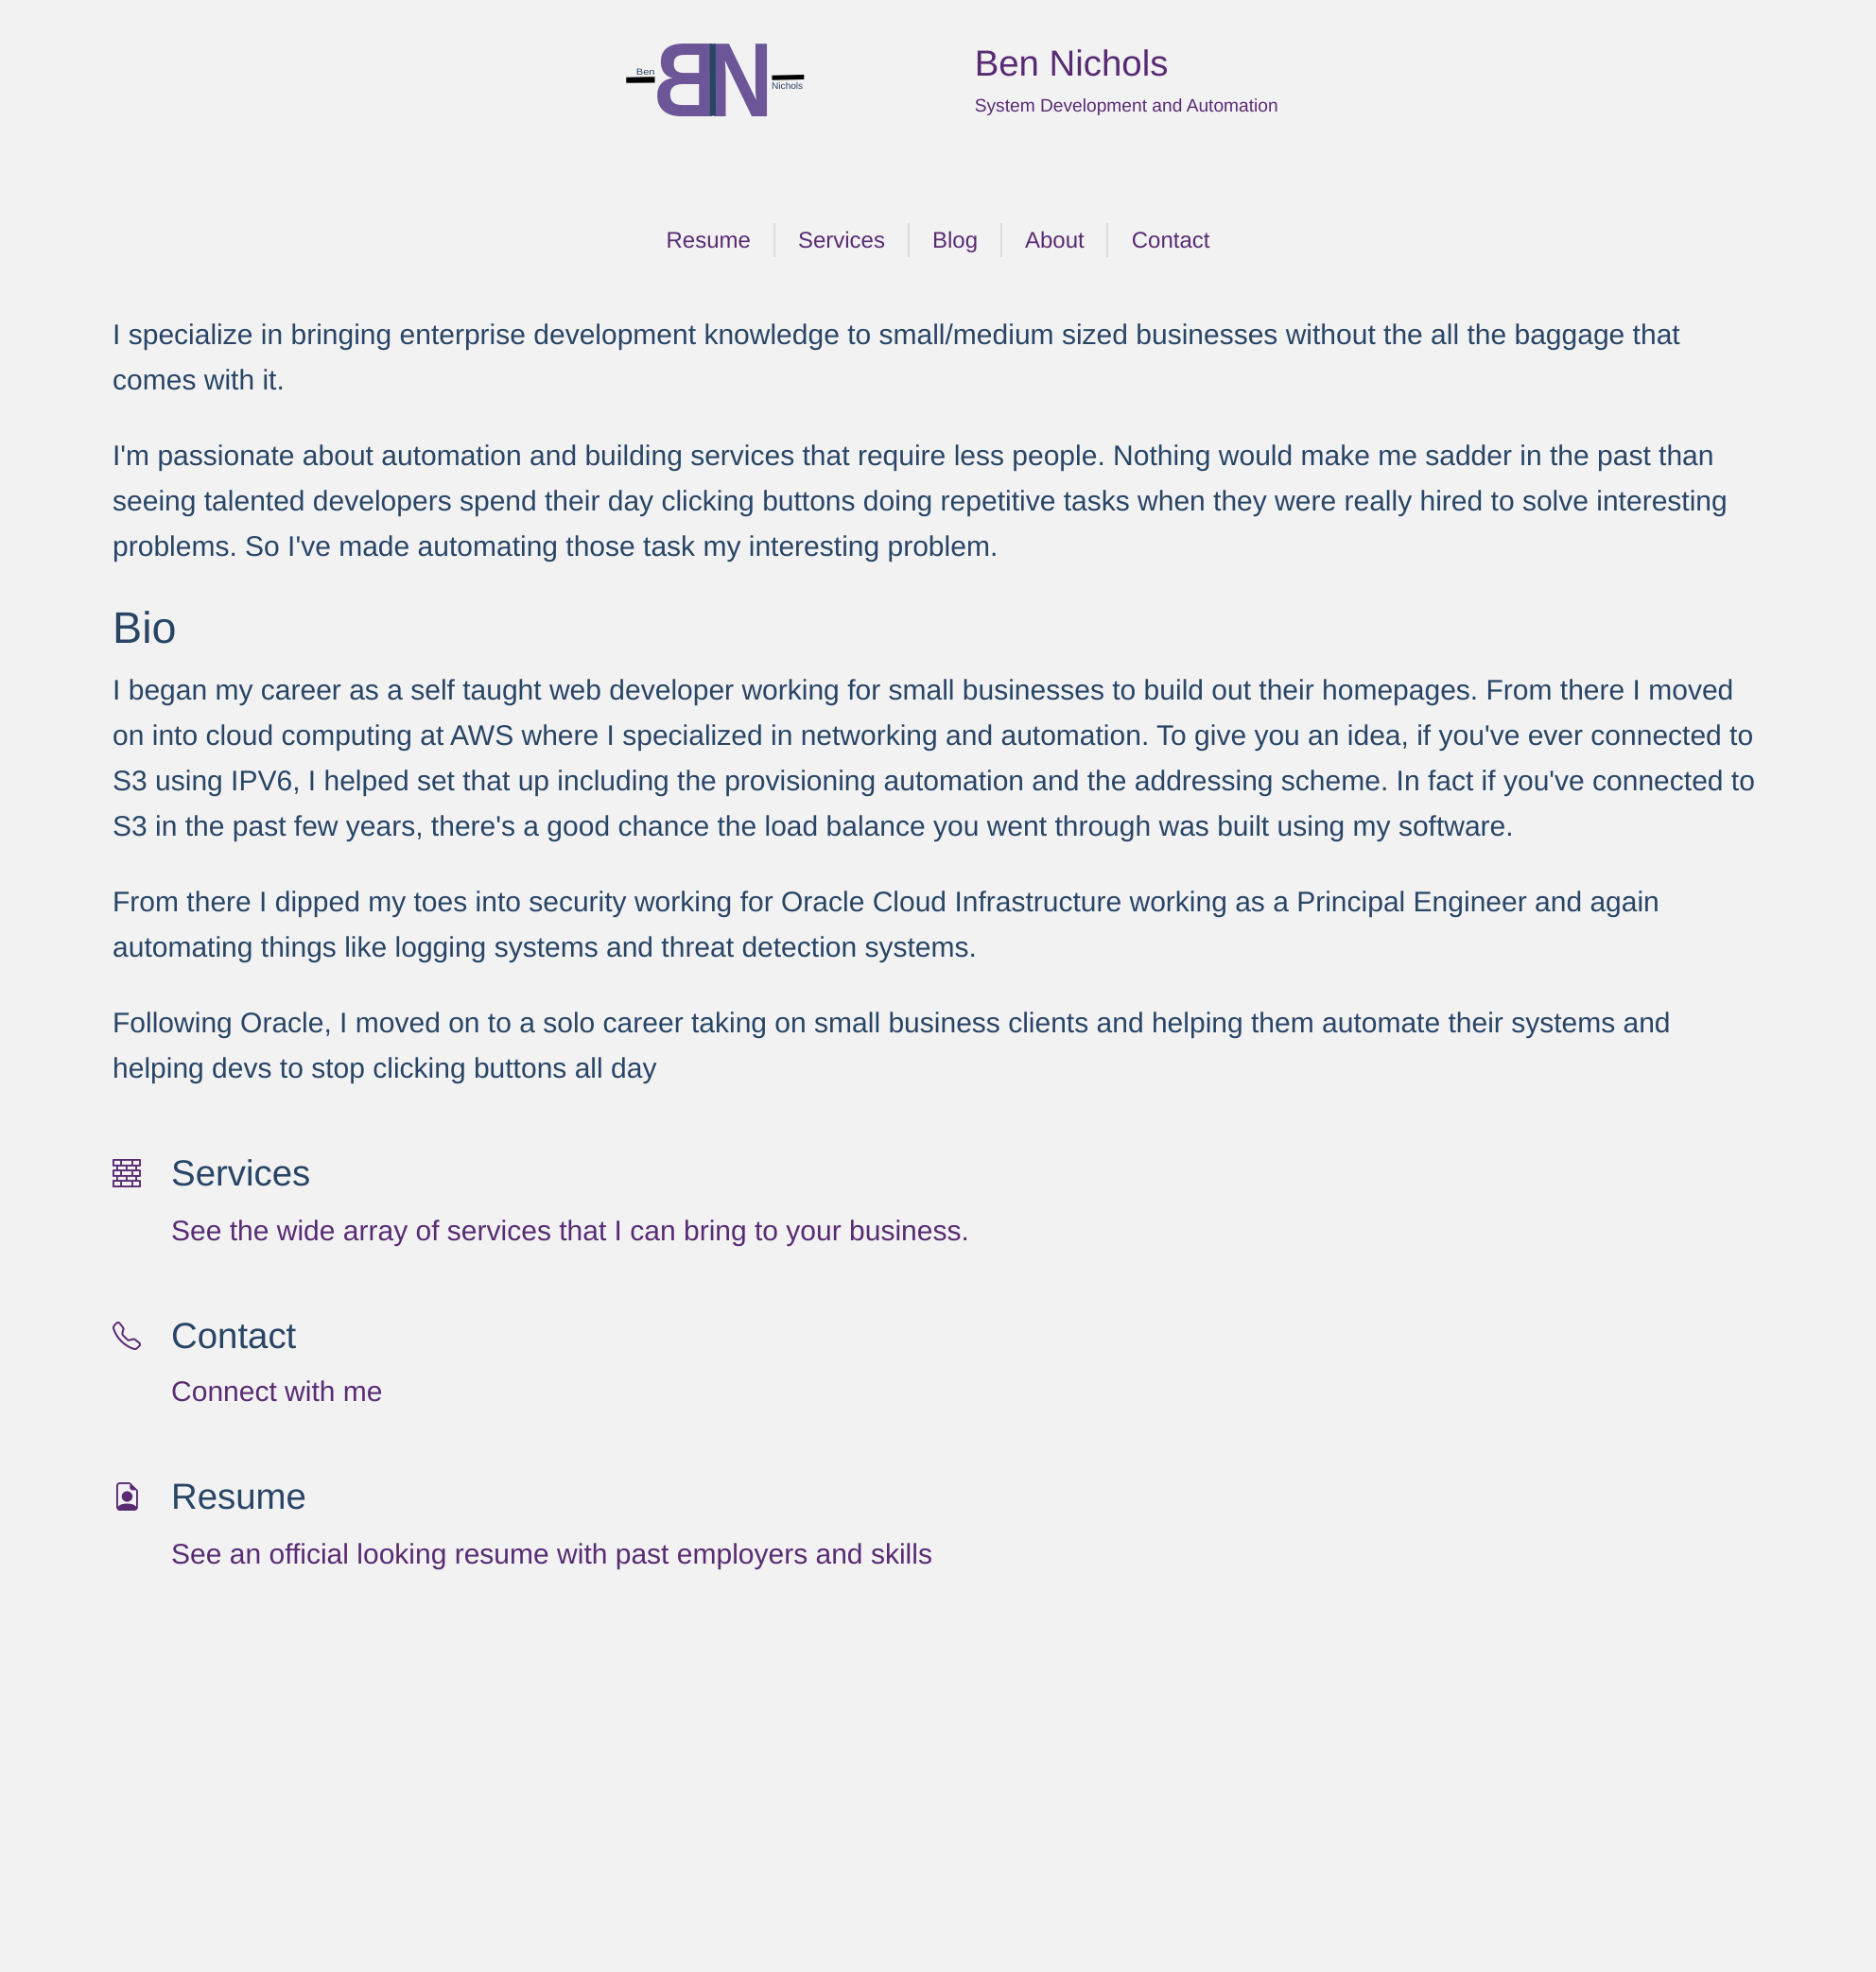 Ben
BN
Nichols
Ben Nichols
System Development and Automation
Resume
Services
Blog
About
Contact
I specialize in bringing enterprise development knowledge to small/medium sized businesses without the all the baggage that
comes with it.
I'm passionate about automation and building services that require less people. Nothing would make me sadder in the past than
seeing talented developers spend their day clicking buttons doing repetitive tasks when they were really hired to solve interesting
problems. So I've made automating those task my interesting problem.
Bio
I began my career as a self taught web developer working for small businesses to build out their homepages. From there I moved
on into cloud computing at AWS where I specialized in networking and automation. To give you an idea, if you've ever connected to
S3 using IPV6, I helped set that up including the provisioning automation and the addressing scheme. In fact if you've connected to
S3 in the past few years, there's a good chance the load balance you went through was built using my software.
From there I dipped my toes into security working for Oracle Cloud Infrastructure working as a Principal Engineer and again
automating things like logging systems and threat detection systems.
Following Oracle, I moved on to a solo career taking on small business clients and helping them automate their systems and
helping devs to stop clicking buttons all day
Services
See the wide array of services that I can bring to your business.
Contact
Connect with me
Resume
See an official looking resume with past employers and skills